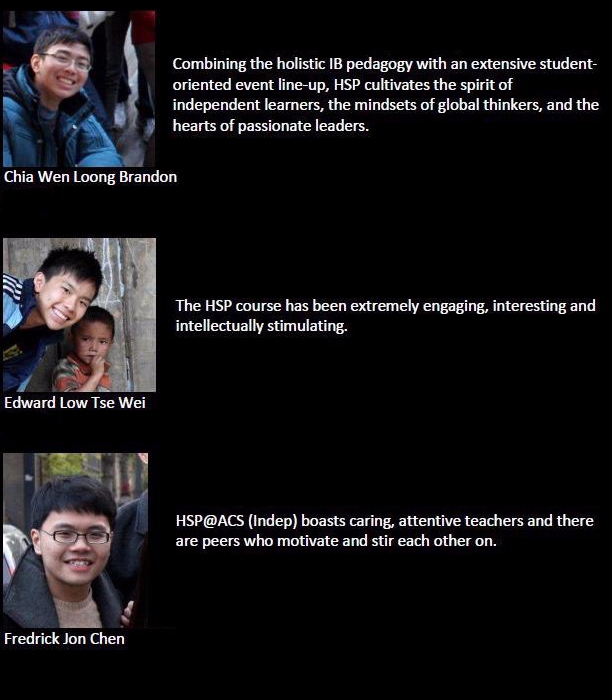 Combining the holistic IB pedagogy with an extensive student-
oriented event line-up, HSP cultivates the spirit of
independent learners, the mindsets of global thinkers, and the
hearts of passionate leaders.
Chia Wen Loong Brandon
The HSP course has been extremely engaging, interesting and
intellectually stimulating.
Edward Low Tse Wei
HSP@ACS (Indep) boasts caring, attentive teachers and there
are peers who motivate and stir each other on.
Fredrick Jon Chen